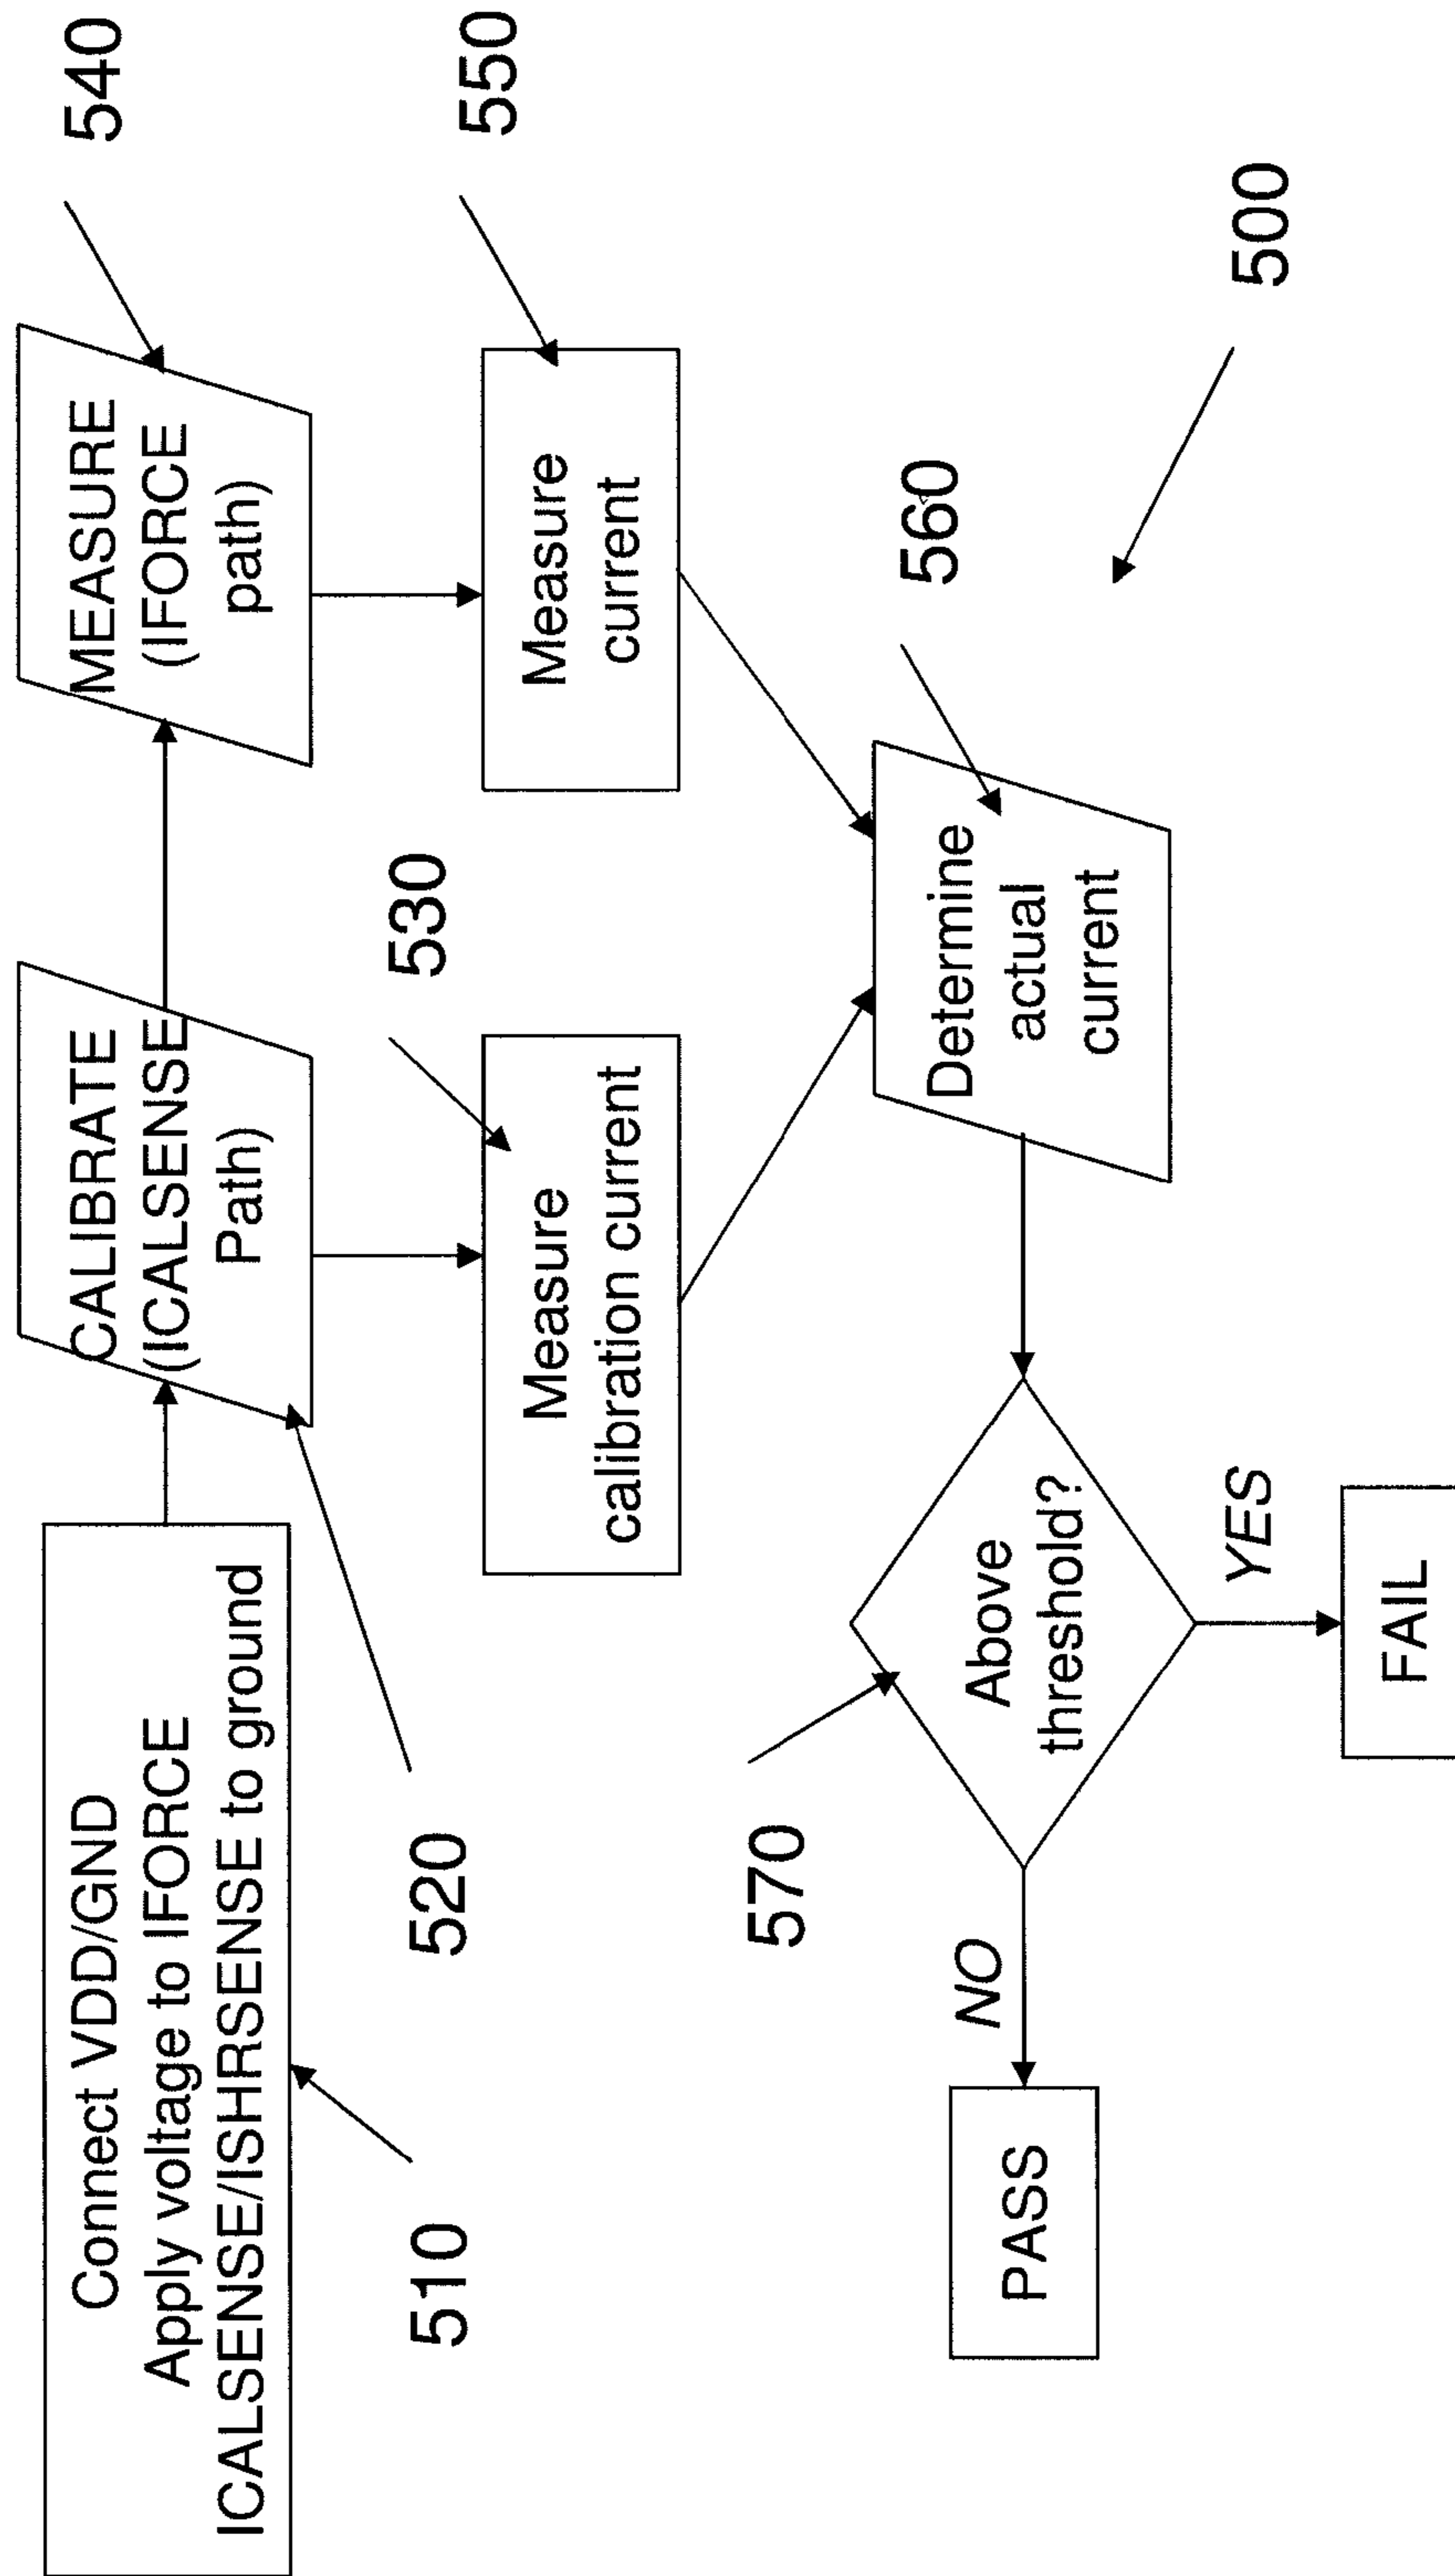 Connect VDD/GND
Apply voltage to IFORCE
ICALSENSE/ISHRSENSE to ground
510
CALIBRATE
(ICALSENSE
Path)
520
MEASURE
(IFORCE
path)
540
Measure
calibration current
530
Measure
current
550
Determine
actual
current
560
Above
threshold?
570
NO
PASS
YES
FAIL
500